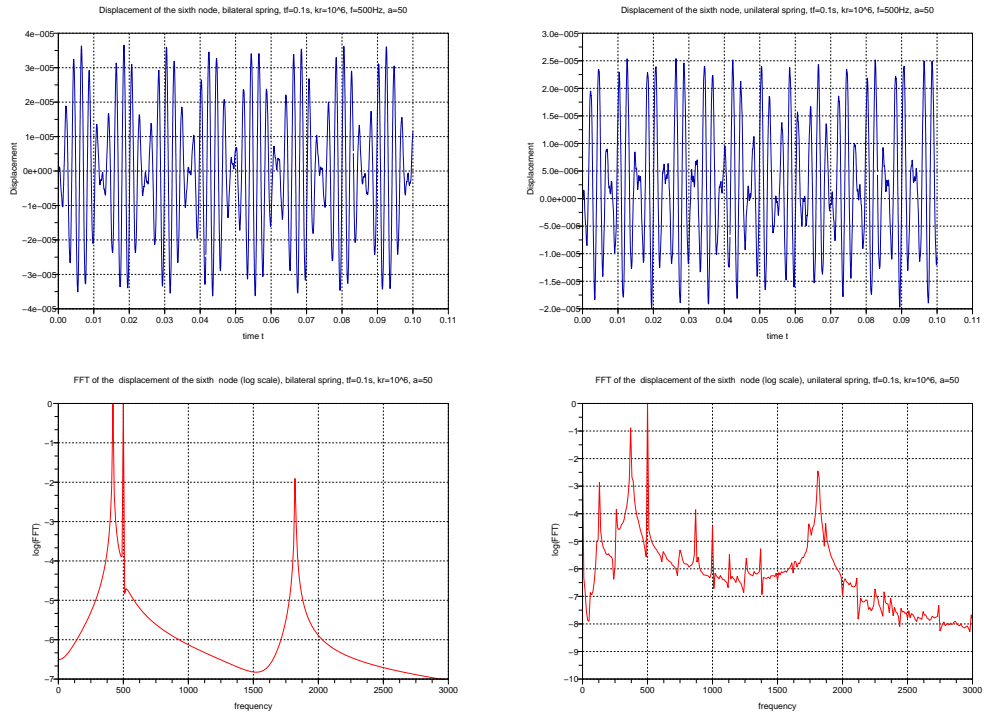 Displacement of the sixth node, bilateral spring, tf=0.1s, kr=10^6, f=500Hz, a=50
4e−005
3e−005
2e−005
1e−005
0e+000
−1e−005
−2e−005
−3e−005
−4e−005
Displacement
0.00 0.01 0.02 0.03 0.04 0.05 0.06 0.07 0.08 0.09 0.10 0.11
time t
Displacement of the sixth node, unilateral spring, tf=0.1s, kr=10^6, f=500Hz, a=50
3.0e−005
2.5e−005
2.0e−005
1.5e−005
1.0e−005
5.0e−006
0.0e+000
−5.0e−006
−1.0e−005
−1.5e−005
−2.0e−005
Displacement
0.00 0.01 0.02 0.03 0.04 0.05 0.06 0.07 0.08 0.09 0.10 0.11
time t
FFT of the displacement of the sixth node (log scale), bilateral spring, tf=0.1s, kr=10^6, a=50
0
−1
−2
−3
−4
−5
−6
−7
log(FFT)
0 500 1000 1500 2000 2500 3000
frequency
FFT of the displacement of the sixth node (log scale), unilateral spring, tf=0.1s, kr=10^6, a=50
0
−1
−2
−3
−4
−5
−6
−7
−8
−9
−10
log(FFT)
0 500 1000 1500 2000 2500 3000
frequency